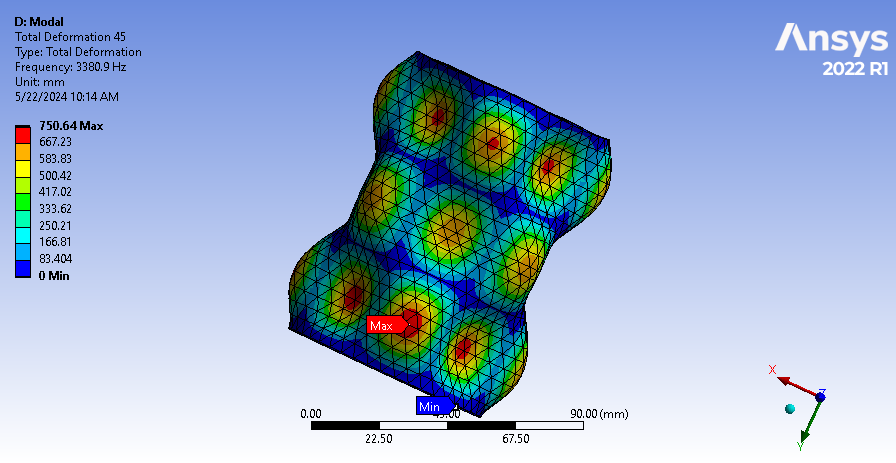 D: Modal
Total Deformation 45
Type: Total Deformation
Frequency: 3380.9 Hz
Unit: mm
5/22/2024 10:14 AM
750.64 Max
667.23
583.83
500.42
417.02
333.62
250.21
166.81
83.404
0 Min
Ansys
2022 R1
Max
Min
0.00 45.00 90.00 (mm)
22.50 67.50
X
Y
Z